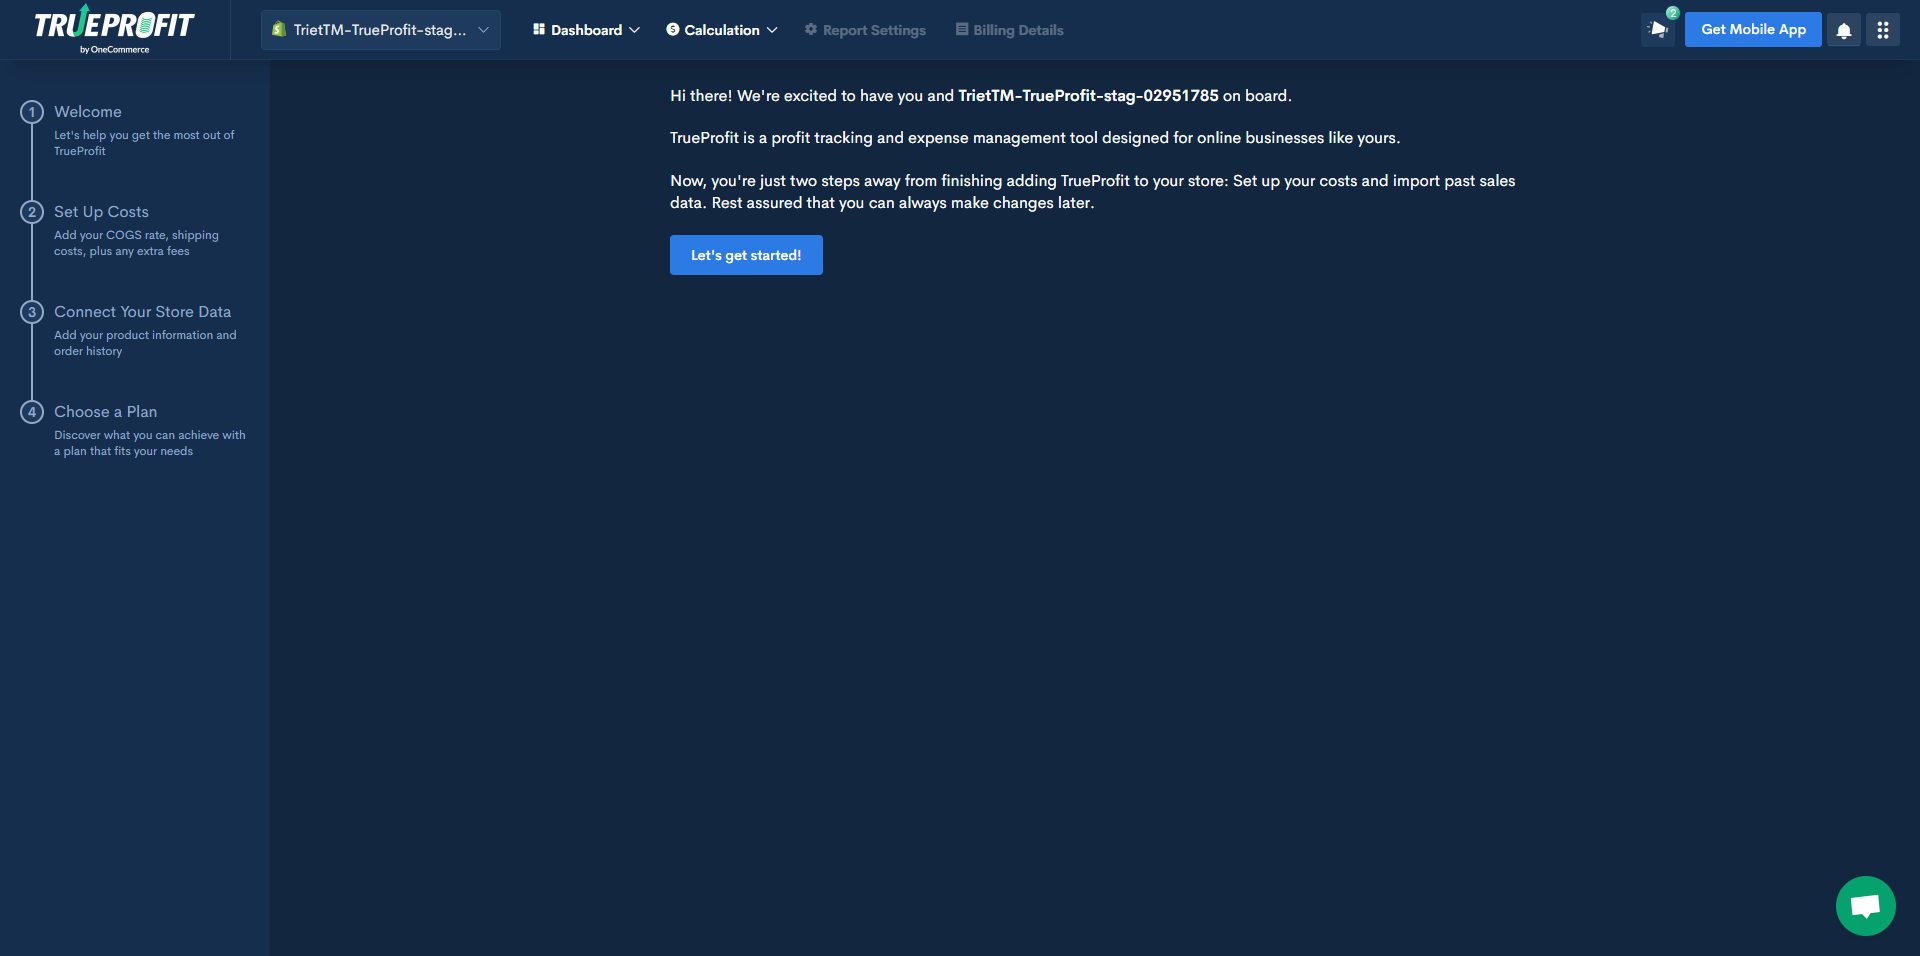 TRUEPROFIT
by OneCommerce
TrietTM-TrueProfit-stag...
Dashboard
Calculation
Report Settings
Billing Details
2
Get Mobile App
1 Welcome
Let's help you get the most out of
TrueProfit
2 Set Up Costs
Add your COGS rate, shipping
costs, plus any extra fees
3 Connect Your Store Data
Add your product information and
order history
4 Choose a Plan
Discover what you can achieve with
a plan that fits your needs
Hi there! We're excited to have you and TrietTM-TrueProfit-stag-02951785 on board.
TrueProfit is a profit tracking and expense management tool designed for online businesses like yours.
Now, you're just two steps away from finishing adding TrueProfit to your store: Set up your costs and import past sales
data. Rest assured that you can always make changes later.
Let's get started!